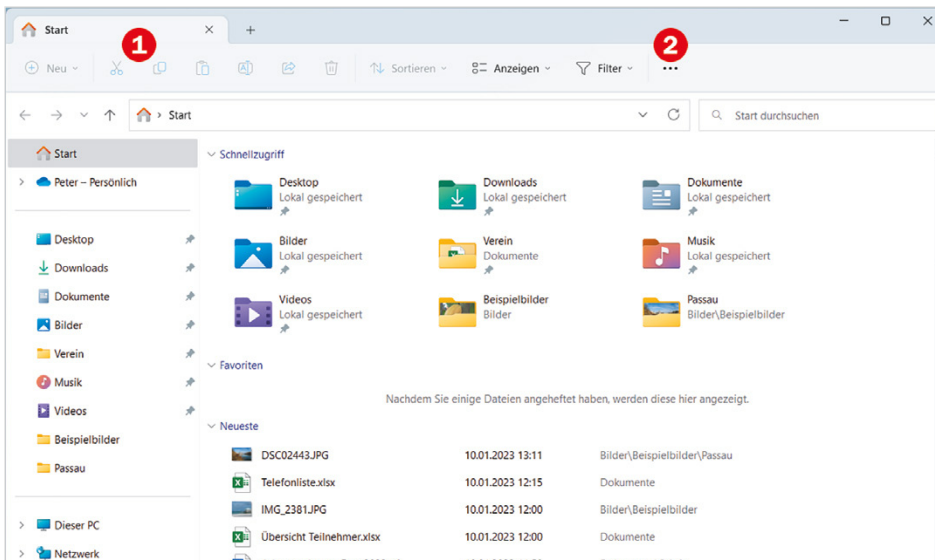 Start
1
2
Neu
Sortieren
Anzeigen
Filter
Start
Start durchsuchen
Start
Peter – Persönlich
Desktop
Downloads
Dokumente
Bilder
Verein
Musik
Videos
Beispielbilder
Passau
Dieser PC
Netzwerk
Schnellzugriff
Desktop
Lokal gespeichert
Downloads
Lokal gespeichert
Dokumente
Lokal gespeichert
Bilder
Lokal gespeichert
Verein
Dokumente
Musik
Lokal gespeichert
Videos
Lokal gespeichert
Beispielbilder
Bilder
Passau
Bilder\Beispielbilder
Favoriten
Nachdem Sie einige Dateien angeheftet haben, werden diese hier angezeigt.
Neueste
DSC02443.JPG 10.01.2023 13:11 Bilder\Beispielbilder\Passau
Telefonliste.xlsx 10.01.2023 12:15 Dokumente
IMG_2381.JPG 10.01.2023 12:00 Bilder\Beispielbilder
Übersicht Teilnehmer.xlsx 10.01.2023 12:00 Dokumente